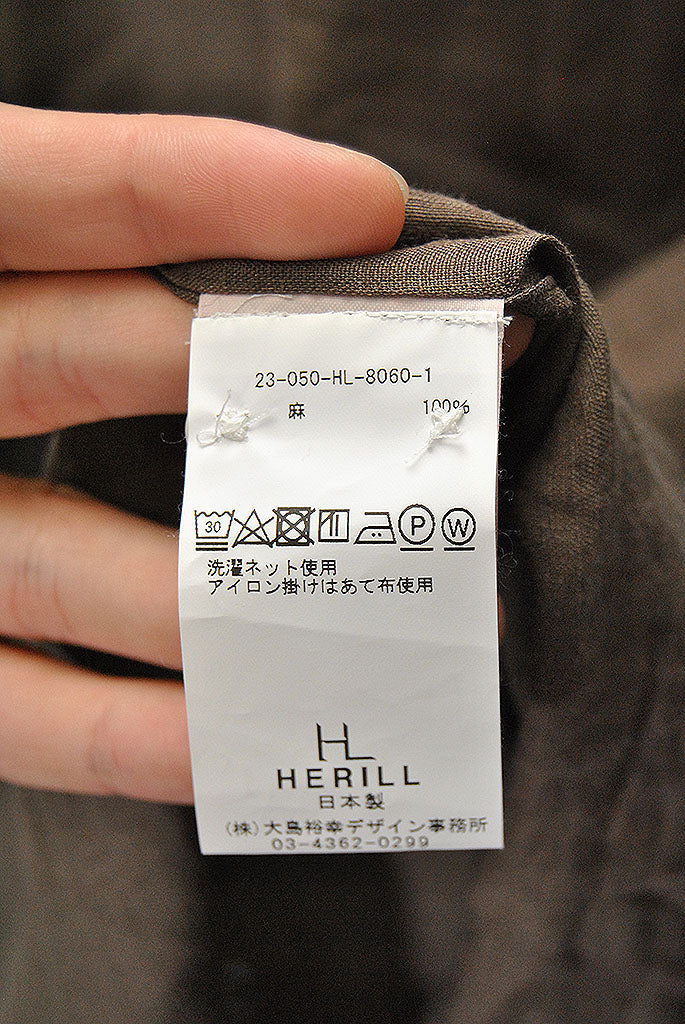 23-050-HL-8060-1
麻 100%
30 P W
洗濯ネット使用
アイロン掛けはあて布使用
HL
HERILL
日本製
(株)大島裕幸デザイン事務所
03-4362-0299